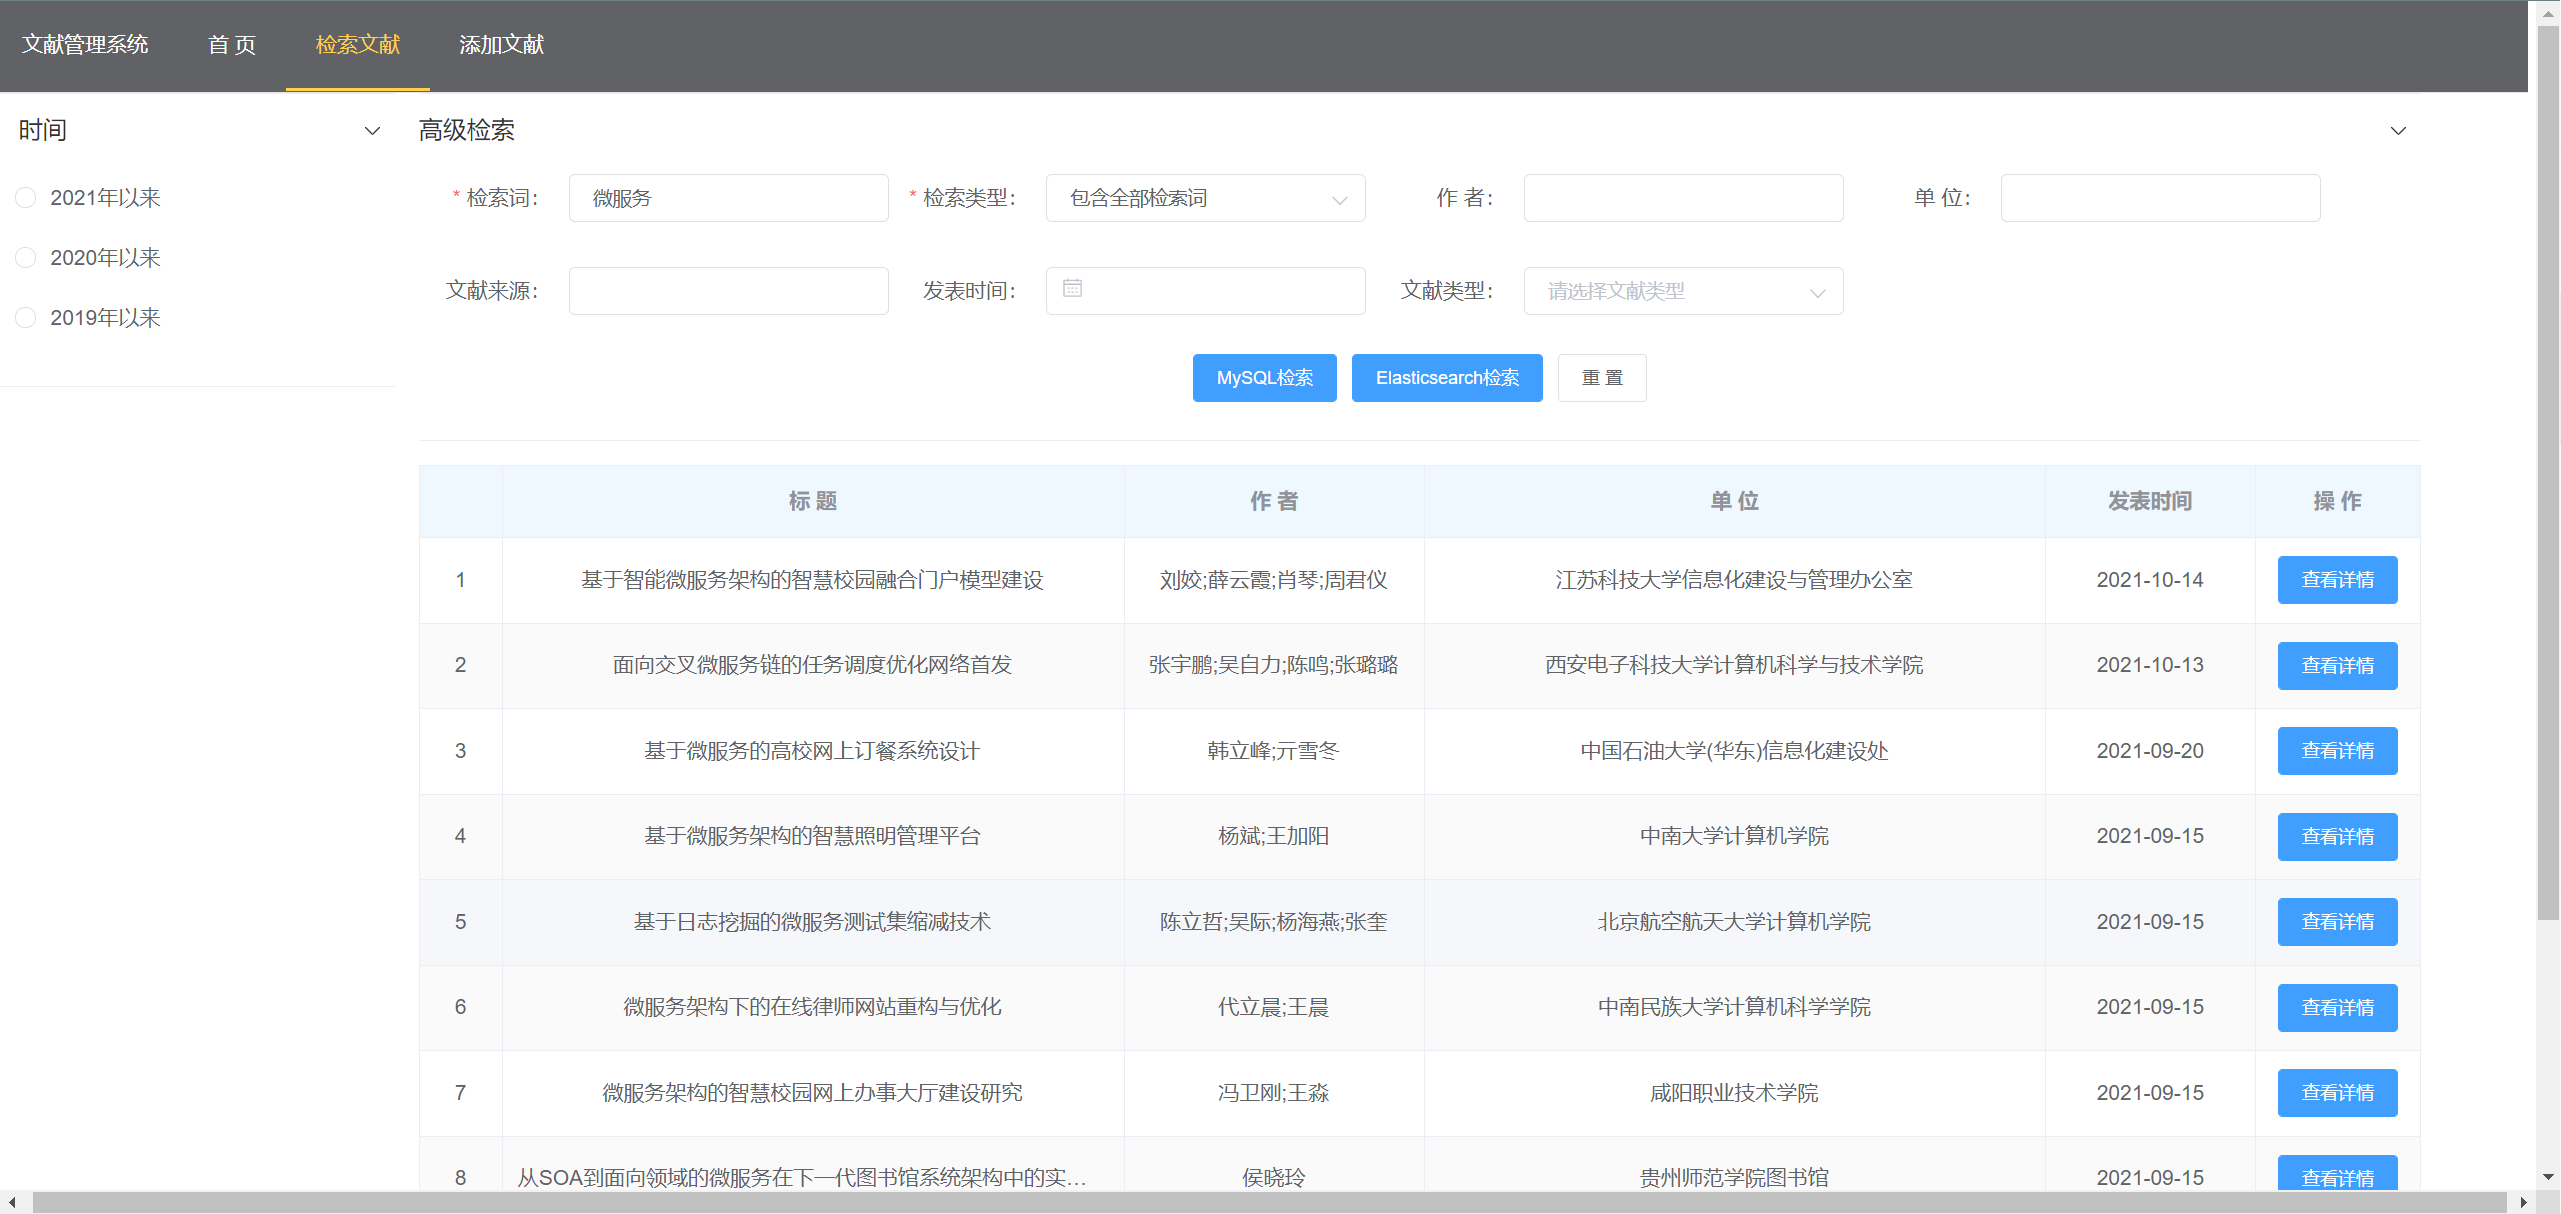 文献管理系统 首 页 检索文献 添加文献
时间
2021年以来
2020年以来
2019年以来
高级检索
* 检索词: 微服务 * 检索类型: 包含全部检索词 作 者: 单 位:
文献来源: 发表时间: 文献类型: 请选择文献类型
MySQL检索 Elasticsearch检索 重 置
标 题 作 者 单 位 发表时间 操 作
1 基于智能微服务架构的智慧校园融合门户模型建设 刘姣;薛云霞;肖琴;周君仪 江苏科技大学信息化建设与管理办公室 2021-10-14 查看详情
2 面向交叉微服务链的任务调度优化网络首发 张宇鹏;吴自力;陈鸣;张璐璐 西安电子科技大学计算机科学与技术学院 2021-10-13 查看详情
3 基于微服务的高校网上订餐系统设计 韩立峰;亓雪冬 中国石油大学(华东)信息化建设处 2021-09-20 查看详情
4 基于微服务架构的智慧照明管理平台 杨斌;王加阳 中南大学计算机学院 2021-09-15 查看详情
5 基于日志挖掘的微服务测试集缩减技术 陈立哲;吴际;杨海燕;张奎 北京航空航天大学计算机学院 2021-09-15 查看详情
6 微服务架构下的在线律师网站重构与优化 代立晨;王晨 中南民族大学计算机科学学院 2021-09-15 查看详情
7 微服务架构的智慧校园网上办事大厅建设研究 冯卫刚;王淼 咸阳职业技术学院 2021-09-15 查看详情
8 从SOA到面向领域的微服务在下一代图书馆系统架构中的实… 侯晓玲 贵州师范学院图书馆 2021-09-15 查看详情